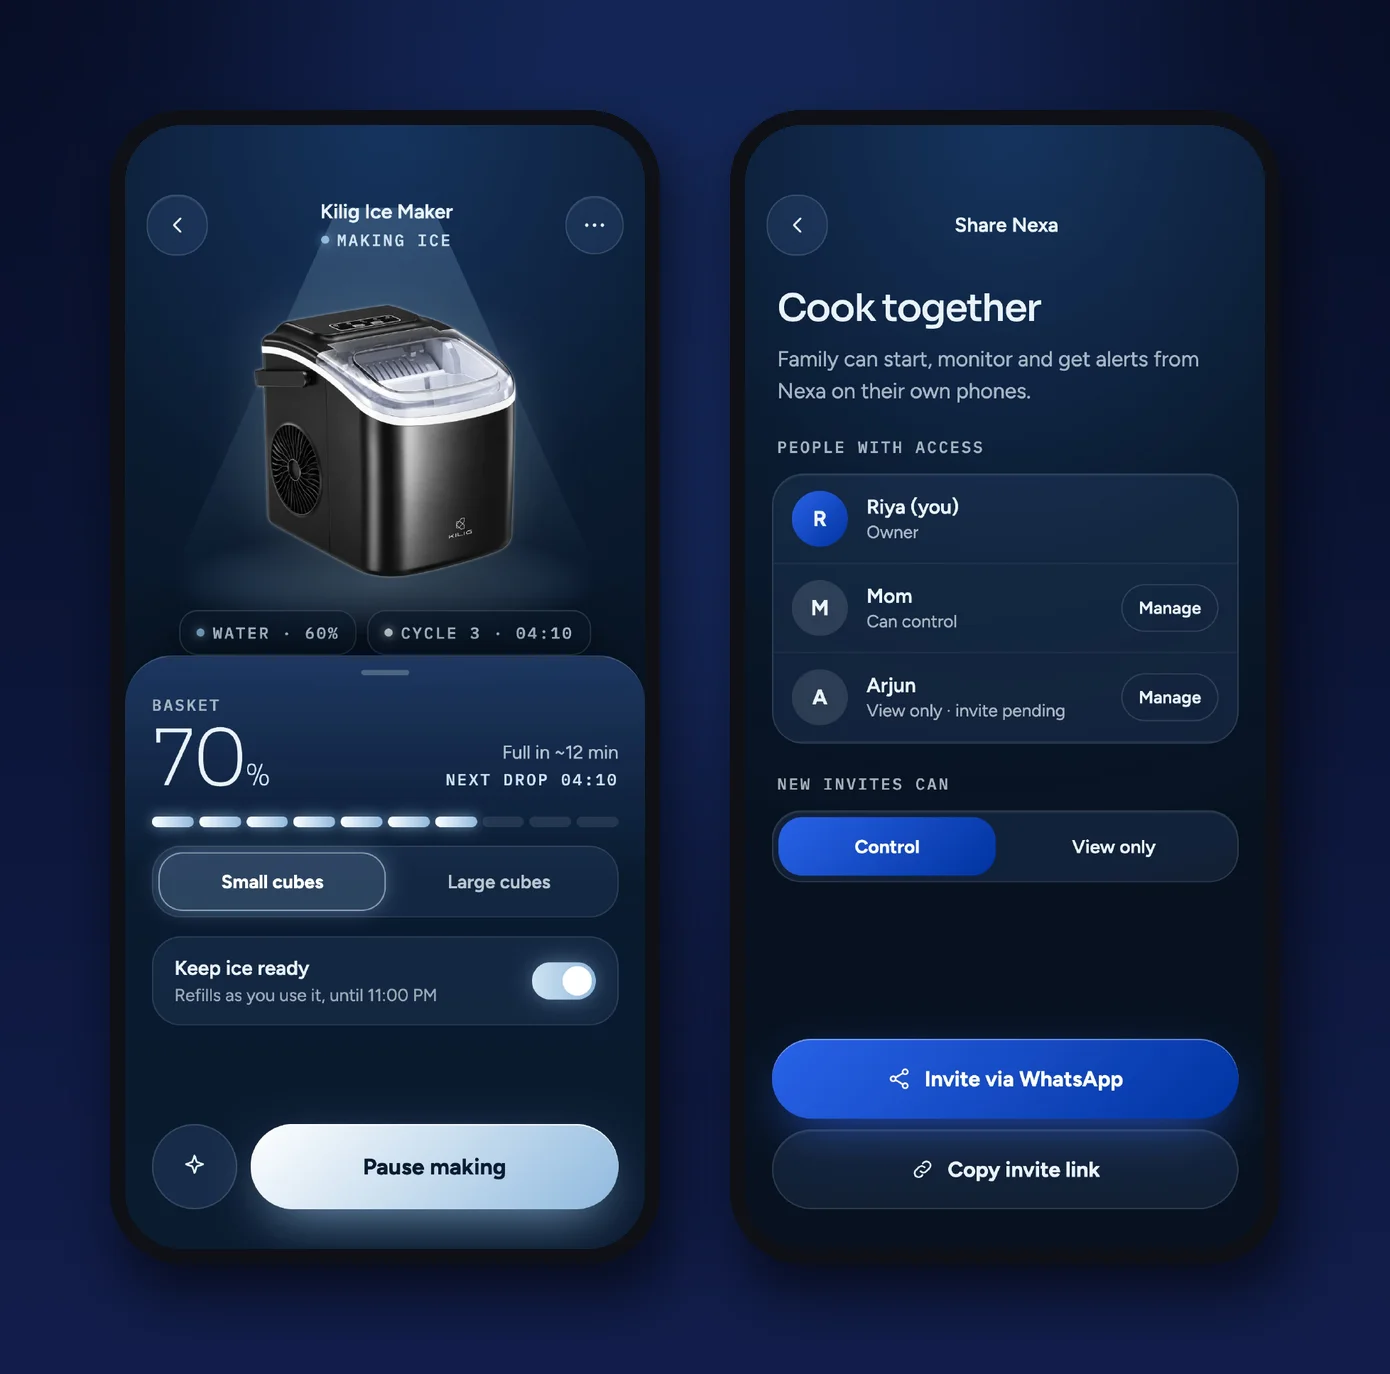 Kilig Ice Maker
MAKING ICE
KILIG
WATER · 60%
CYCLE 3 · 04:10
BASKET
70%
Full in ~12 min
NEXT DROP 04:10
Small cubes
Large cubes
Keep ice ready
Refills as you use it, until 11:00 PM
Pause making
Share Nexa
Cook together
Family can start, monitor and get alerts from
Nexa on their own phones.
PEOPLE WITH ACCESS
R
Riya (you)
Owner
M
Mom
Can control
Manage
A
Arjun
View only · invite pending
Manage
NEW INVITES CAN
Control
View only
Invite via WhatsApp
Copy invite link